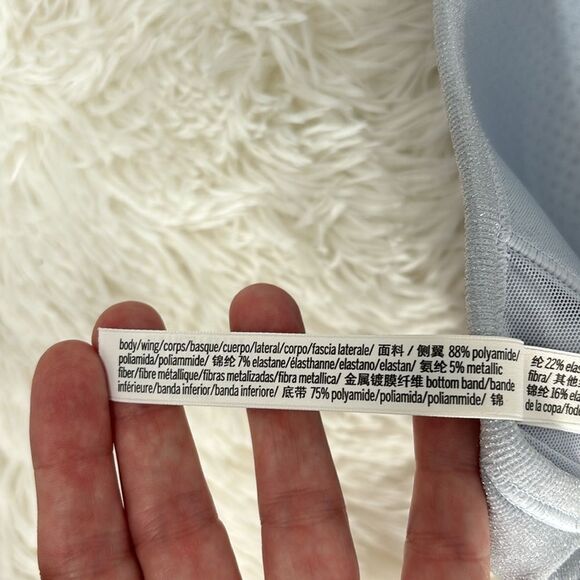 body/wing/corps/basque/cuerpo/lateral/corpo/fascia laterale/ 面料 / 侧翼 88% polyamide/
poliamida/poliammide/ 锦纶 7% elastane/élasthanne/elastano/elastan/ 氨纶 5% metallic
fiber/fibre métallique/fibras metalizadas/fibra metallica/ 金属镀膜纤维 bottom band/bande
inférieure/banda inferior/banda inferiore/ 底带 75% polyamide/poliamida/poliammide/ 锦
纶 22% elas
fibra/ 其他
锦纶 16% ela
de la copa/fod